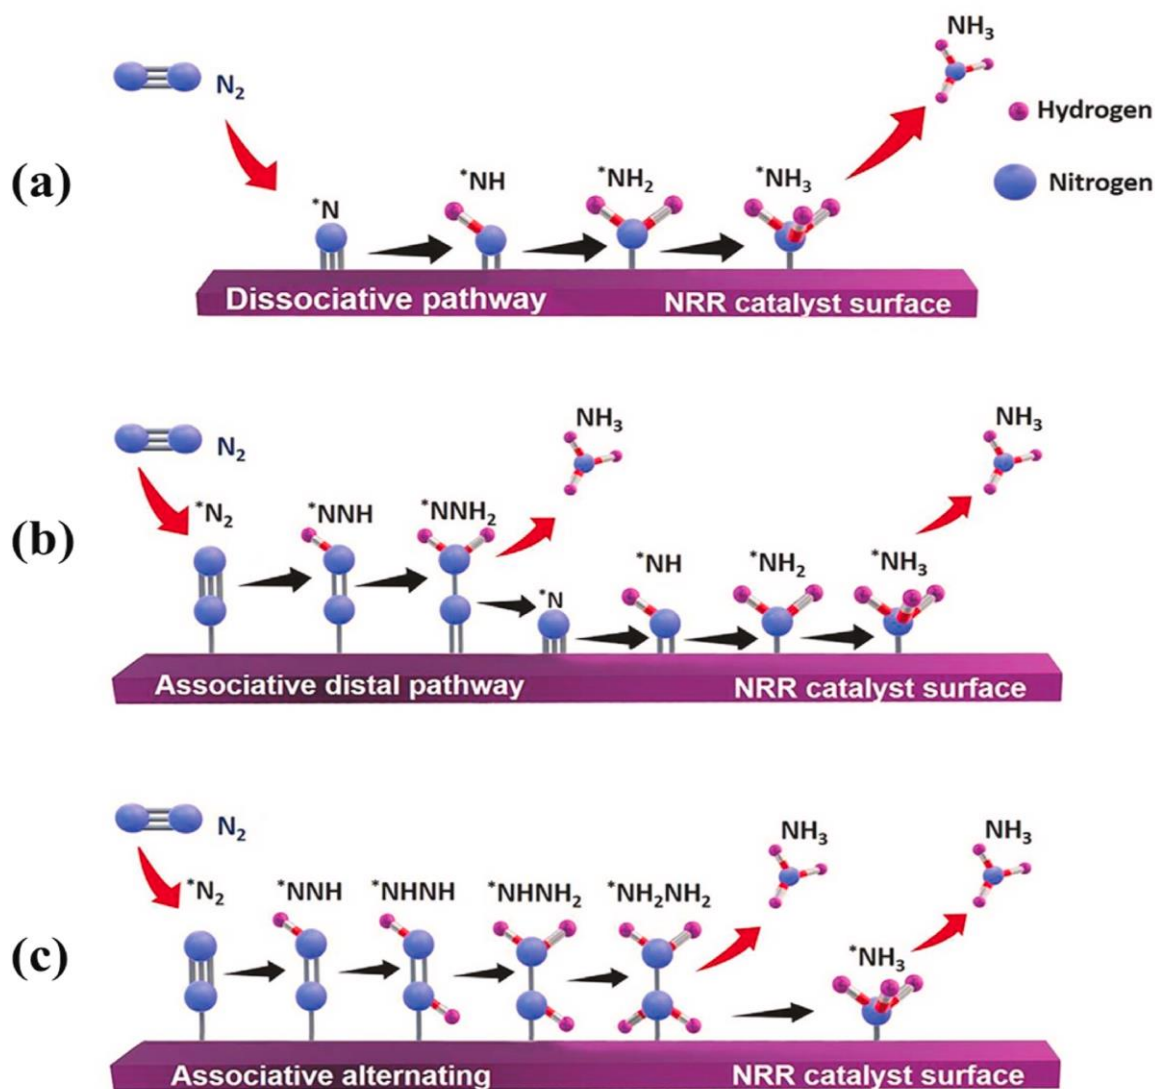 NH₃
N₂
Hydrogen
(a)
Nitrogen
*N
*NH
*NH₂
*NH₃
Dissociative pathway
NRR catalyst surface
N₂
NH₃
NH₃
(b)
*N₂
*NNH
*NNH₂
*N
*NH
*NH₂
*NH₃
Associative distal pathway
NRR catalyst surface
N₂
NH₃
NH₃
(c)
*N₂
*NNH
*NHNH
*NHNH₂
*NH₂NH₂
*NH₃
Associative alternating
NRR catalyst surface